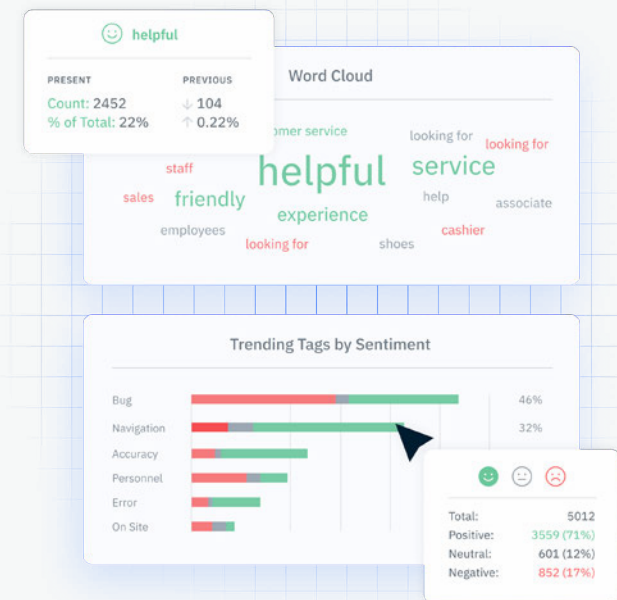 helpful
PRESENT
PREVIOUS
Count: 2452
↓ 104
% of Total: 22%
↑ 0.22%
Word Cloud
service
looking for
looking for
staff
helpful
service
sales
friendly
help
associate
experience
employees
cashier
looking for
shoes
Trending Tags by Sentiment
Bug
46%
Navigation
32%
Accuracy
Personnel
Error
On Site
Total: 5012
Positive: 3559 (71%)
Neutral: 601 (12%)
Negative: 852 (17%)